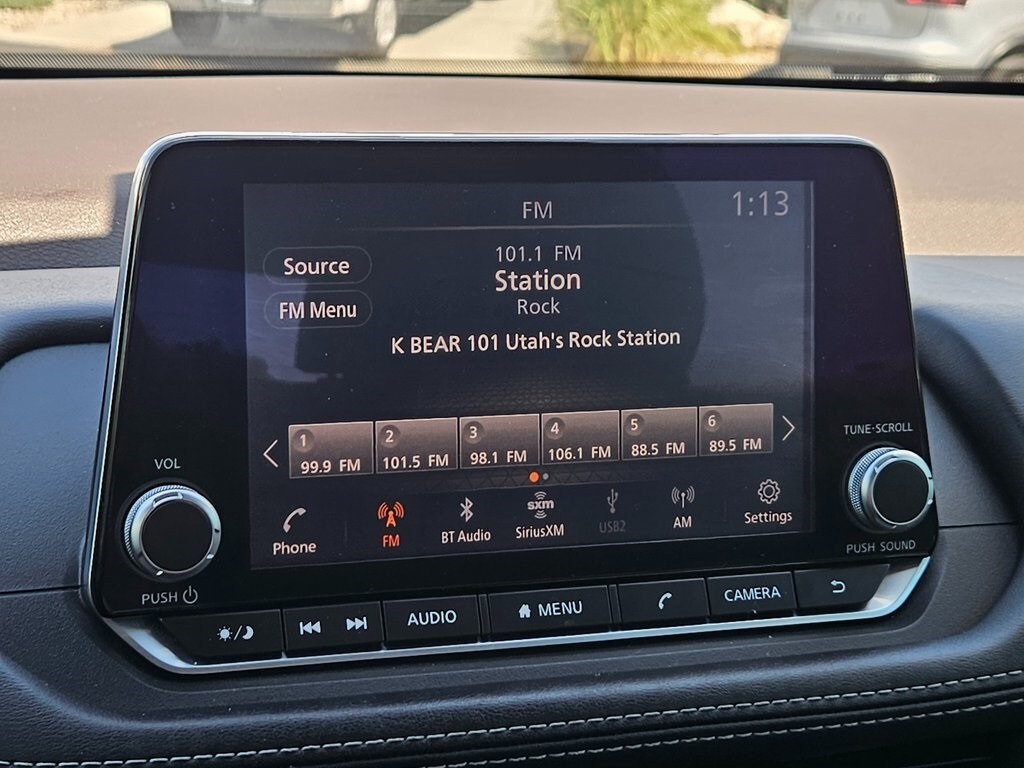 FM
1:13
Source
FM Menu
101.1 FM
Station
Rock
K BEAR 101 Utah's Rock Station
1 99.9 FM
2 101.5 FM
3 98.1 FM
4 106.1 FM
5 88.5 FM
6 89.5 FM
Phone
FM
BT Audio
sxm
SiriusXM
USB2
AM
Settings
VOL
PUSH
TUNE·SCROLL
PUSH SOUND
AUDIO
MENU
CAMERA